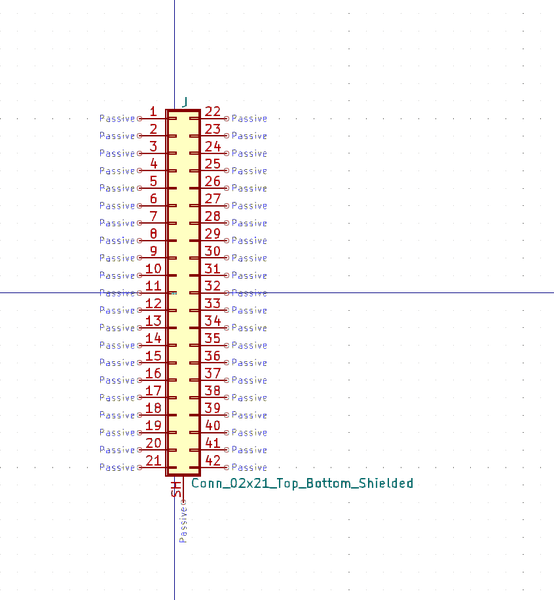 J
Passive 1 22 Passive
Passive 2 23 Passive
Passive 3 24 Passive
Passive 4 25 Passive
Passive 5 26 Passive
Passive 6 27 Passive
Passive 7 28 Passive
Passive 8 29 Passive
Passive 9 30 Passive
Passive 10 31 Passive
Passive 11 32 Passive
Passive 12 33 Passive
Passive 13 34 Passive
Passive 14 35 Passive
Passive 15 36 Passive
Passive 16 37 Passive
Passive 17 38 Passive
Passive 18 39 Passive
Passive 19 40 Passive
Passive 20 41 Passive
Passive 21 42 Passive
SH
Conn_02x21_Top_Bottom_Shielded
Passive